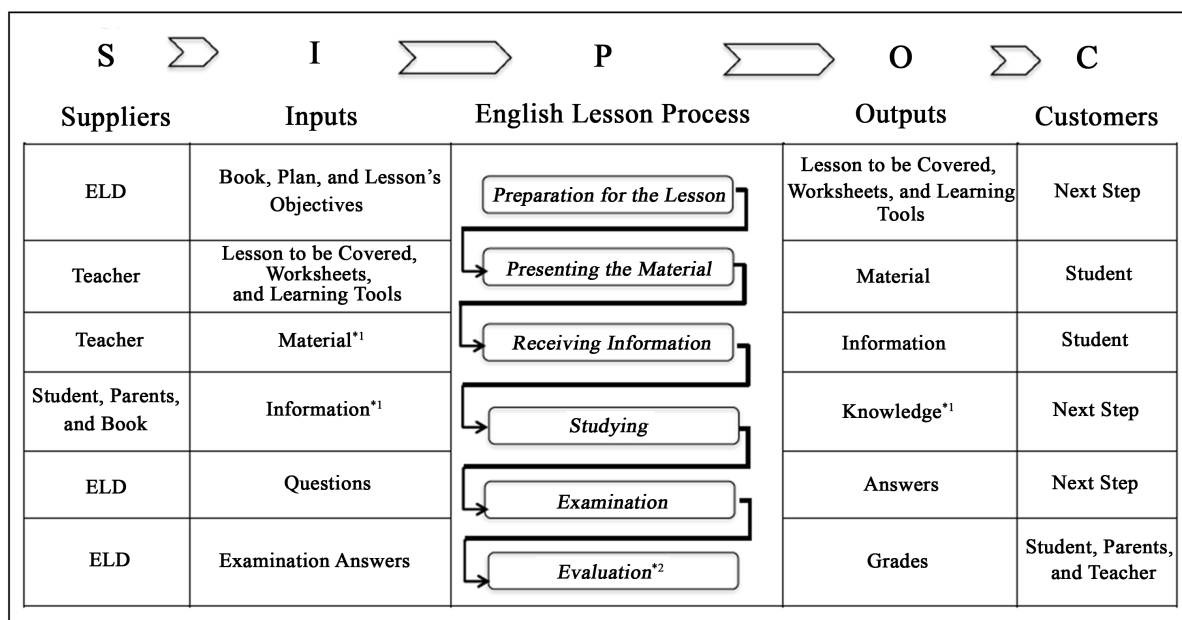 S I P O C
Suppliers Inputs English Lesson Process Outputs Customers
ELD
Book, Plan, and Lesson's
Objectives
Preparation for the Lesson
Lesson to be Covered,
Worksheets, and Learning
Tools
Next Step
Teacher
Lesson to be Covered,
Worksheets,
and Learning Tools
Presenting the Material
Material
Student
Teacher
Material*1
Receiving Information
Information
Student
Student, Parents,
and Book
Information*1
Studying
Knowledge*1
Next Step
ELD
Questions
Examination
Answers
Next Step
ELD
Examination Answers
Evaluation*2
Grades
Student, Parents,
and Teacher